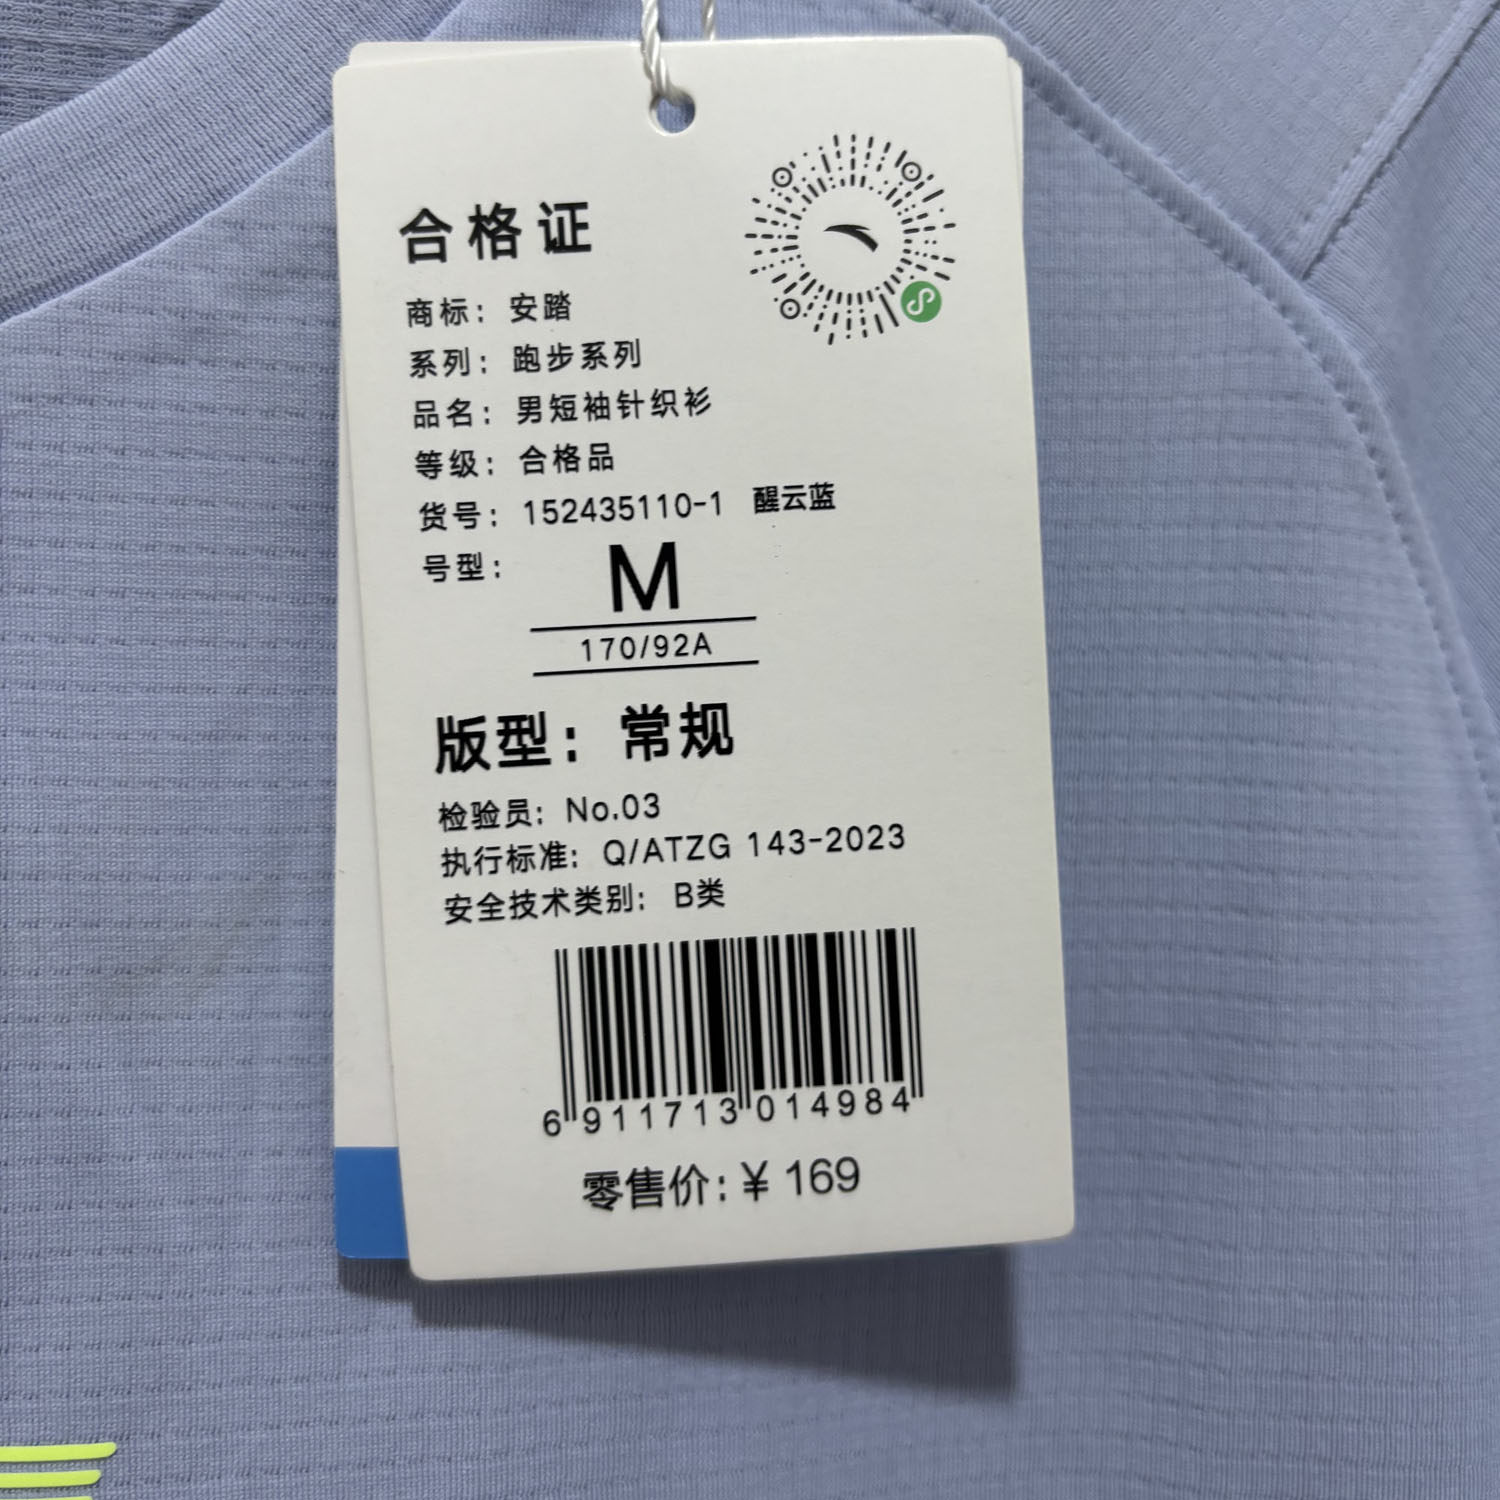 合格证
商标：安踏
系列：跑步系列
品名：男短袖针织衫
等级：合格品
货号：152435110-1 醒云蓝
号型：M
170/92A
版型：常规
检验员：No.03
执行标准：Q/ATZG 143-2023
安全技术类别：B类
6 911713 014984
零售价：¥ 169